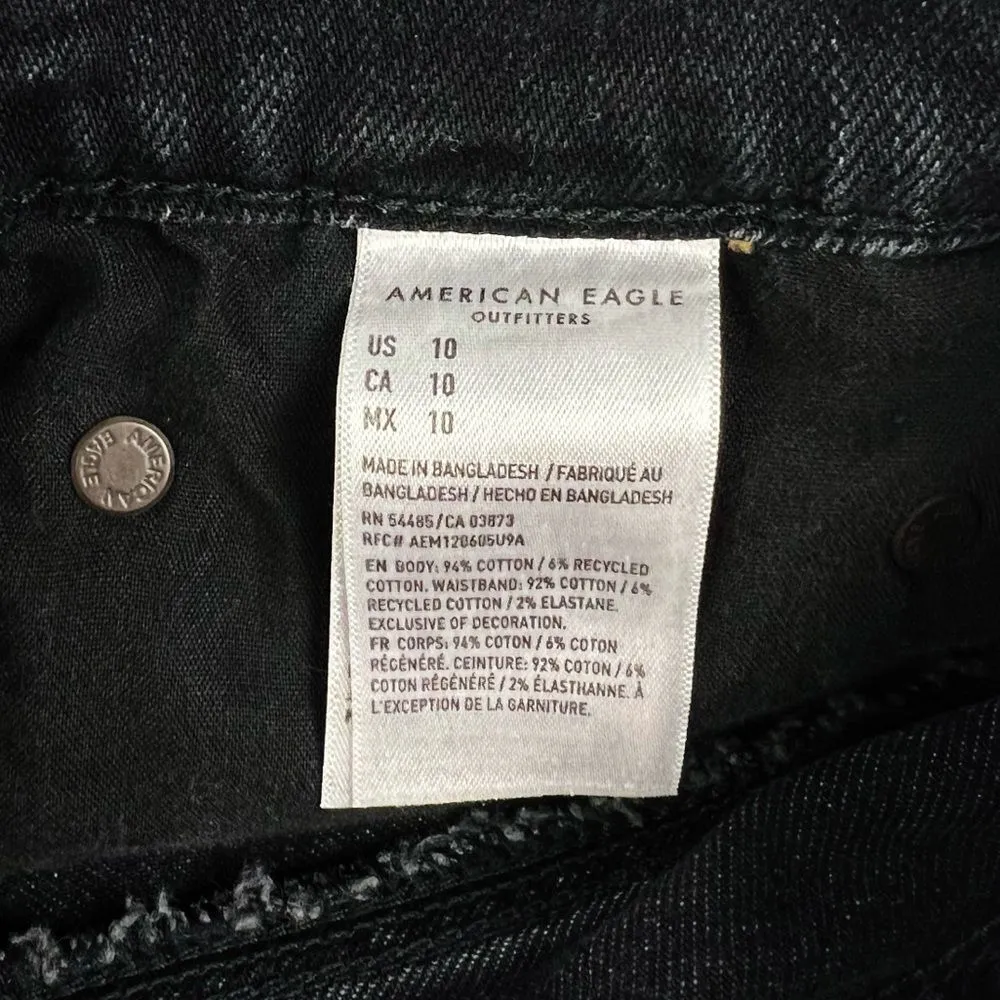 AMERICAN EAGLE
OUTFITTERS
US 10
CA 10
MX 10
MADE IN BANGLADESH / FABRIQUÉ AU
BANGLADESH / HECHO EN BANGLADESH
RN 54485/CA 03873
RFC# AEM120605U9A
EN BODY: 94% COTTON / 6% RECYCLED
COTTON. WAISTBAND: 92% COTTON / 6%
RECYCLED COTTON / 2% ELASTANE.
EXCLUSIVE OF DECORATION.
FR CORPS: 94% COTON / 6% COTON
RÉGÉNÉRÉ. CEINTURE: 92% COTON / 6%
COTON RÉGÉNÉRÉ / 2% ÉLASTHANNE. À
L'EXCEPTION DE LA GARNITURE.
AMERICAN EAGLE